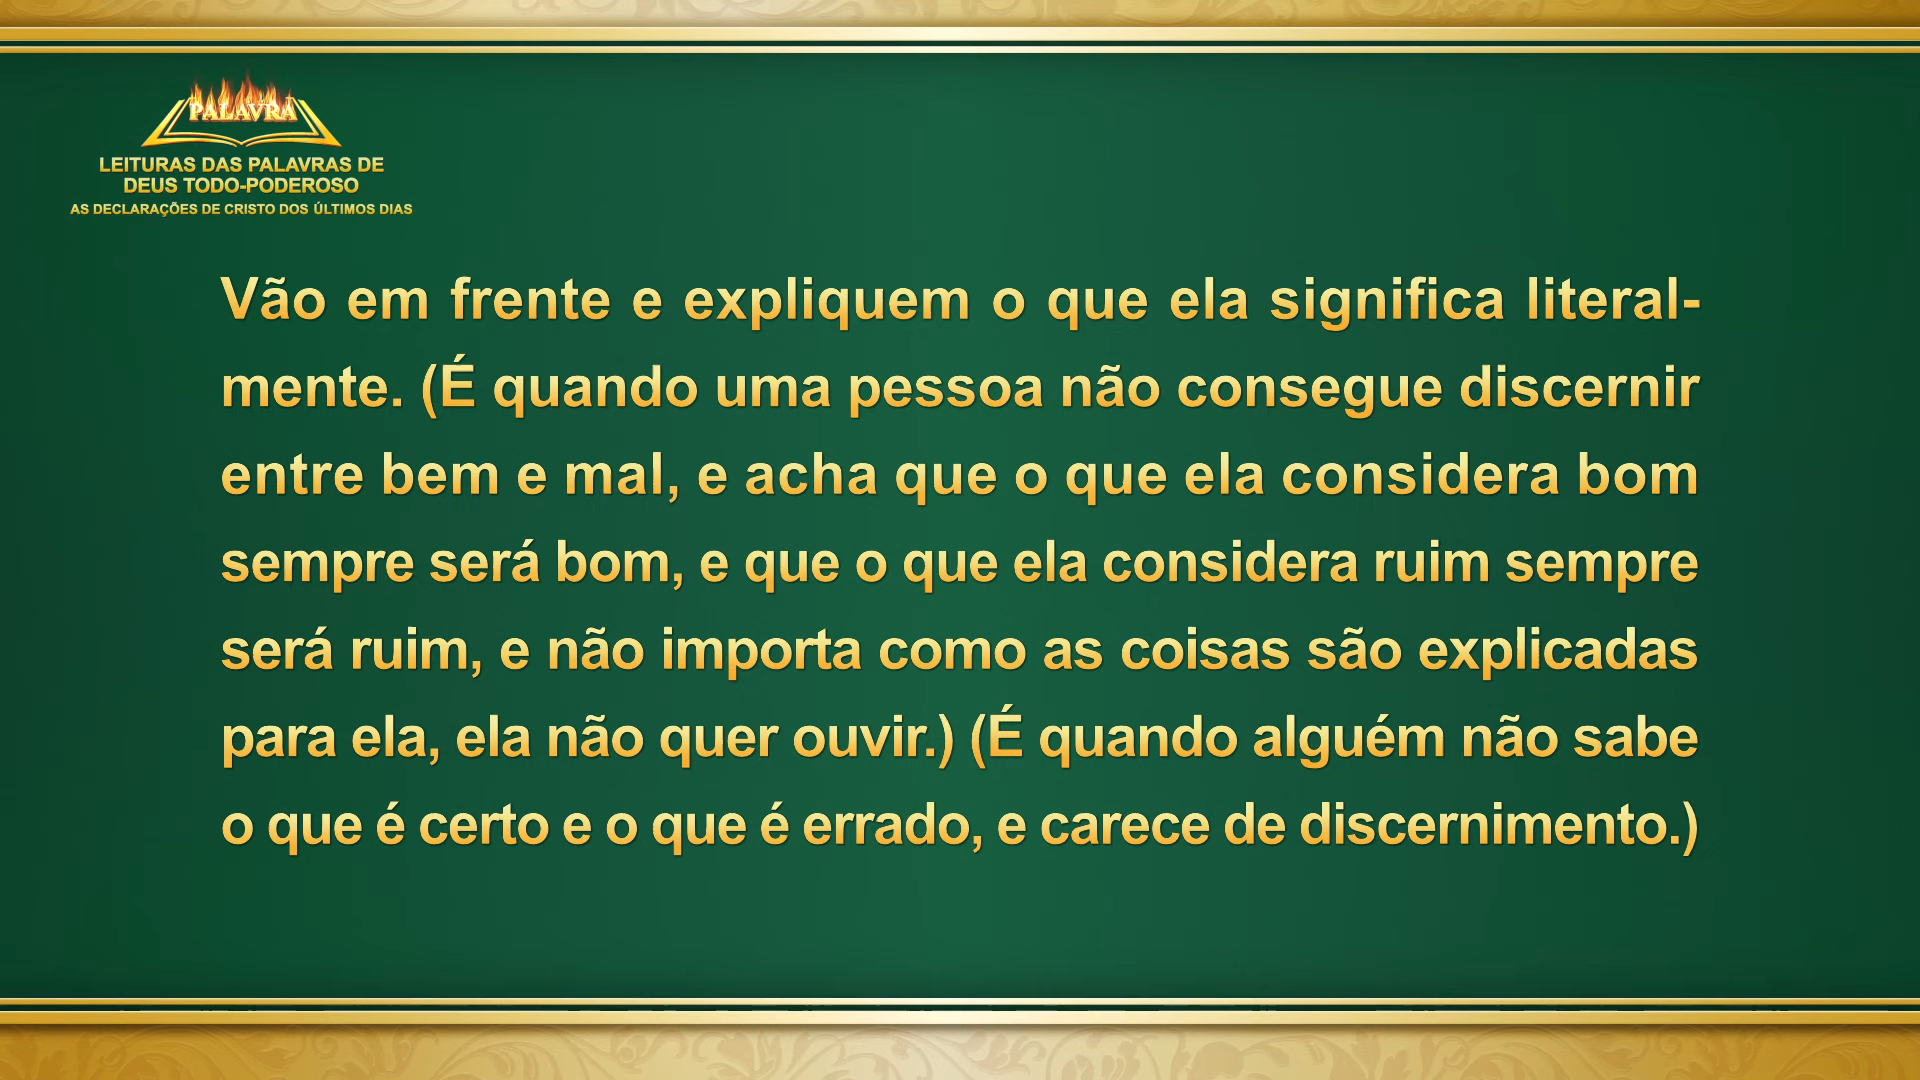 PALAVRA
LEITURAS DAS PALAVRAS DE
DEUS TODO-PODEROSO
AS DECLARAÇÕES DE CRISTO DOS ÚLTIMOS DIAS
Vão em frente e expliquem o que ela significa literal-
mente. (É quando uma pessoa não consegue discernir
entre bem e mal, e acha que o que ela considera bom
sempre será bom, e que o que ela considera ruim sempre
será ruim, e não importa como as coisas são explicadas
para ela, ela não quer ouvir.) (É quando alguém não sabe
o que é certo e o que é errado, e carece de discernimento.)